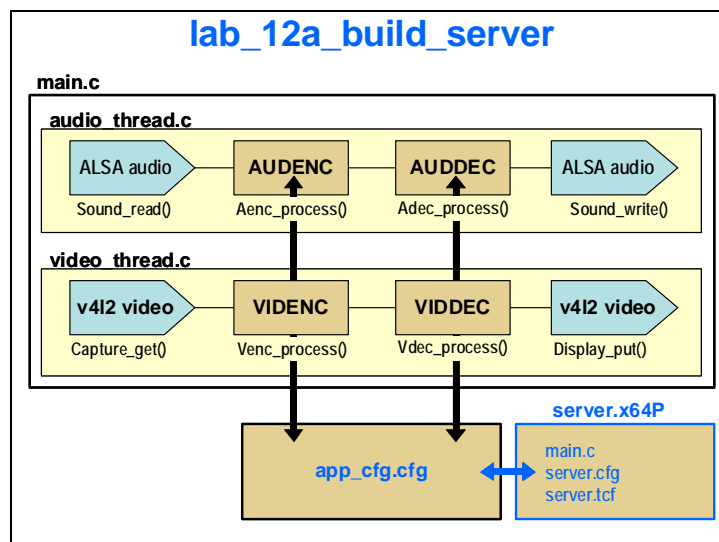 lab_12a_build_server
main.c
audio_thread.c
ALSA audio
AUDENC
AUDDEC
ALSA audio
Sound_read()
Aenc_process()
Adec_process()
Sound_write()
video_thread.c
v4l2 video
VIDENC
VIDDEC
v4l2 video
Capture_get()
Venc_process()
Vdec_process()
Display_put()
server.x64P
app_cfg.cfg
main.c
server.cfg
server.tcf